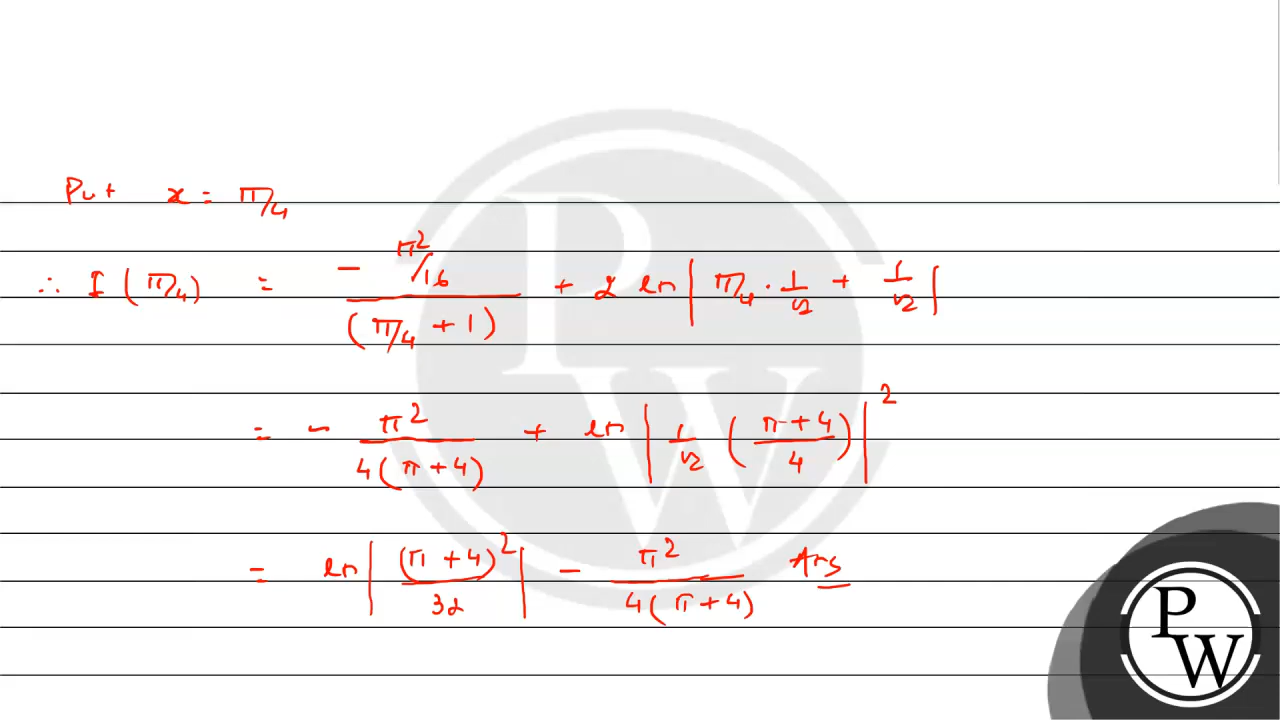 Put x = π/4
∴ I (π/4) = - π²/16 / (π/4 + 1) + 2 ln | π/4 · 1/√2 + 1/√2 |
= - π² / 4(π+4) + ln | 1/√2 ( π+4 / 4 ) |²
= ln | (π+4)² / 32 | - π² / 4(π+4) Ans
P
W
P
W